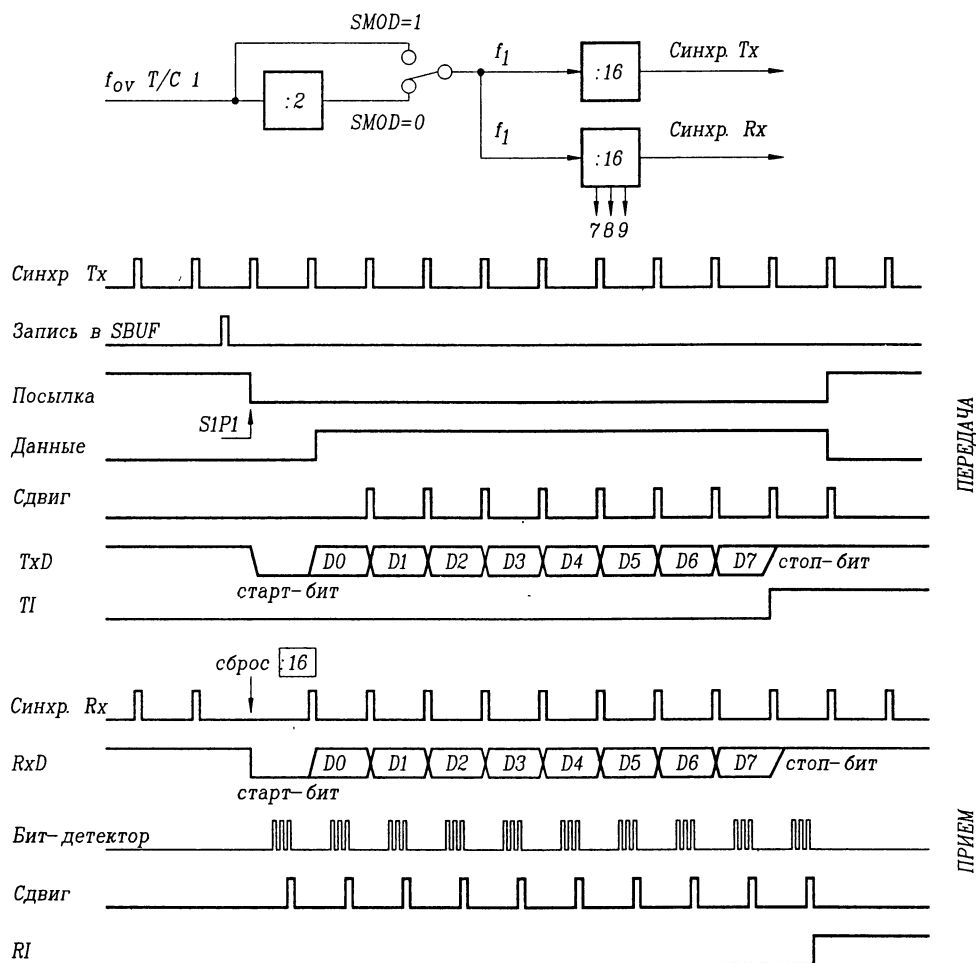 SMOD=1
f₁
Синхр. Tx
f_ov T/C 1
:2
:16
SMOD=0
f₁
Синхр. Rx
:16
7 8 9
Синхр Tx
Запись в SBUF
Посылка
S1P1
Данные
Сдвиг
TxD
D0 D1 D2 D3 D4 D5 D6 D7
стоп-бит
старт-бит
TI
ПЕРЕДАЧА
сброс :16
Синхр. Rx
RxD
D0 D1 D2 D3 D4 D5 D6 D7
стоп-бит
старт-бит
Бит-детектор
Сдвиг
RI
ПРИЕМ